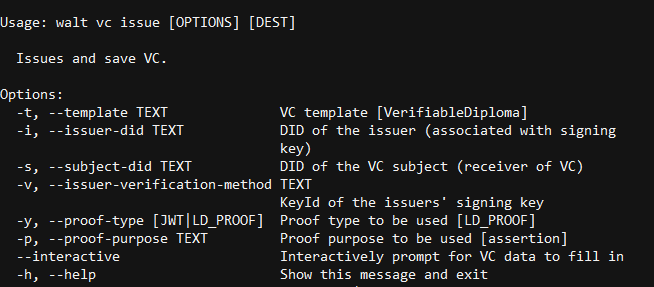 Usage: walt vc issue [OPTIONS] [DEST]
Issues and save VC.
Options:
-t, --template TEXT VC template [VerifiableDiploma]
-i, --issuer-did TEXT DID of the issuer (associated with signing
key)
-s, --subject-did TEXT DID of the VC subject (receiver of VC)
-v, --issuer-verification-method TEXT
KeyId of the issuers' signing key
-y, --proof-type [JWT|LD_PROOF] Proof type to be used [LD_PROOF]
-p, --proof-purpose TEXT Proof purpose to be used [assertion]
--interactive Interactively prompt for VC data to fill in
-h, --help Show this message and exit